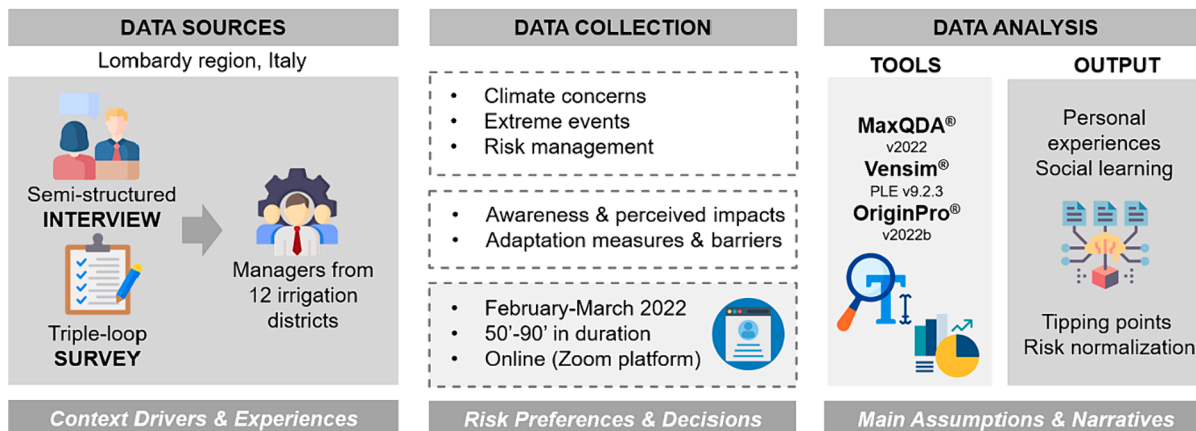 DATA SOURCES
Lombardy region, Italy
Semi-structured
INTERVIEW
Triple-loop
SURVEY
Managers from
12 irrigation
districts
Context Drivers & Experiences
DATA COLLECTION
• Climate concerns
• Extreme events
• Risk management
• Awareness & perceived impacts
• Adaptation measures & barriers
• February-March 2022
• 50’-90’ in duration
• Online (Zoom platform)
Risk Preferences & Decisions
DATA ANALYSIS
TOOLS
MaxQDA®
v2022
Vensim®
PLE v9.2.3
OriginPro®
v2022b
T
OUTPUT
Personal
experiences
Social learning
Tipping points
Risk normalization
Main Assumptions & Narratives